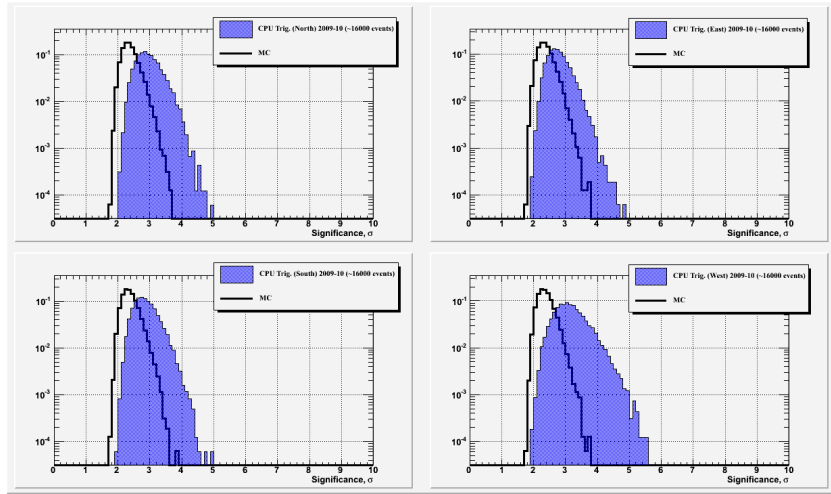 CPU Trig. (North) 2009-10 (~16000 events)
MC
10-1
10-2
10-3
10-4
0 1 2 3 4 5 6 7 8 9 10
Significance, σ
CPU Trig. (East) 2009-10 (~16000 events)
MC
10-1
10-2
10-3
10-4
0 1 2 3 4 5 6 7 8 9 10
Significance, σ
CPU Trig. (South) 2009-10 (~16000 events)
MC
10-1
10-2
10-3
10-4
0 1 2 3 4 5 6 7 8 9 10
Significance, σ
CPU Trig. (West) 2009-10 (~16000 events)
MC
10-1
10-2
10-3
10-4
0 1 2 3 4 5 6 7 8 9 10
Significance, σ